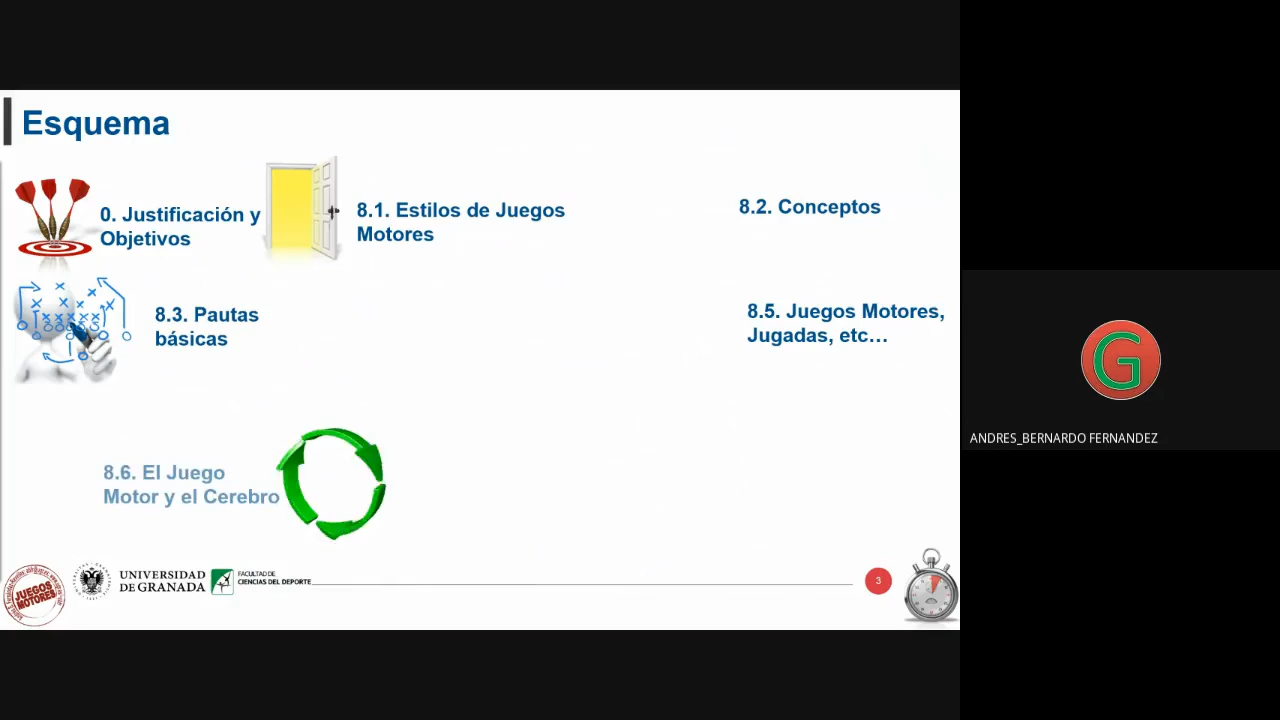 Esquema
0. Justificación y
Objetivos
8.1. Estilos de Juegos
Motores
8.2. Conceptos
8.3. Pautas
básicas
8.5. Juegos Motores,
Jugadas, etc…
8.6. El Juego
Motor y el Cerebro
JUEGOS
MOTORES
UNIVERSIDAD
DE GRANADA
FACULTAD DE
CIENCIAS DEL DEPORTE
3
G
ANDRES_BERNARDO FERNANDEZ